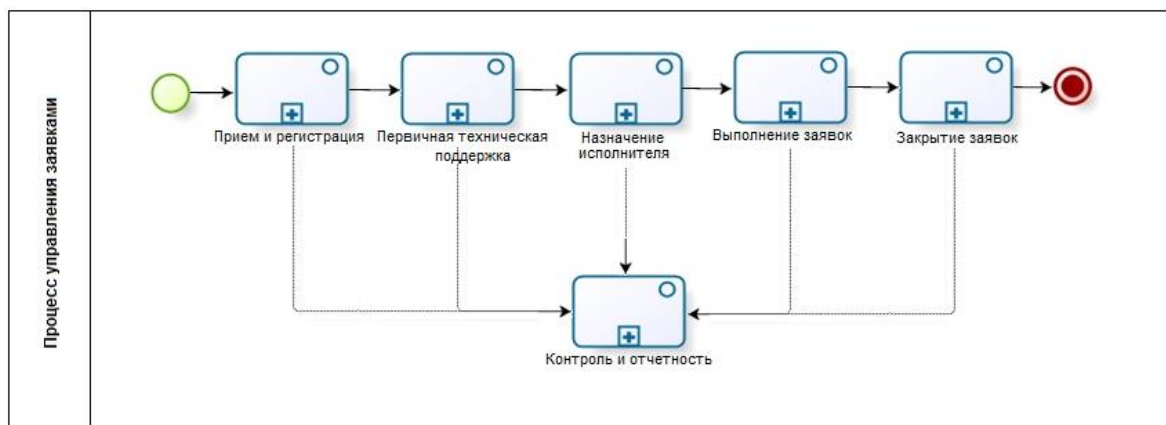 Процесс управления заявками
Прием и регистрация
Первичная техническая
поддержка
Назначение
исполнителя
Выполнение заявок
Закрытие заявок
Контроль и отчетность